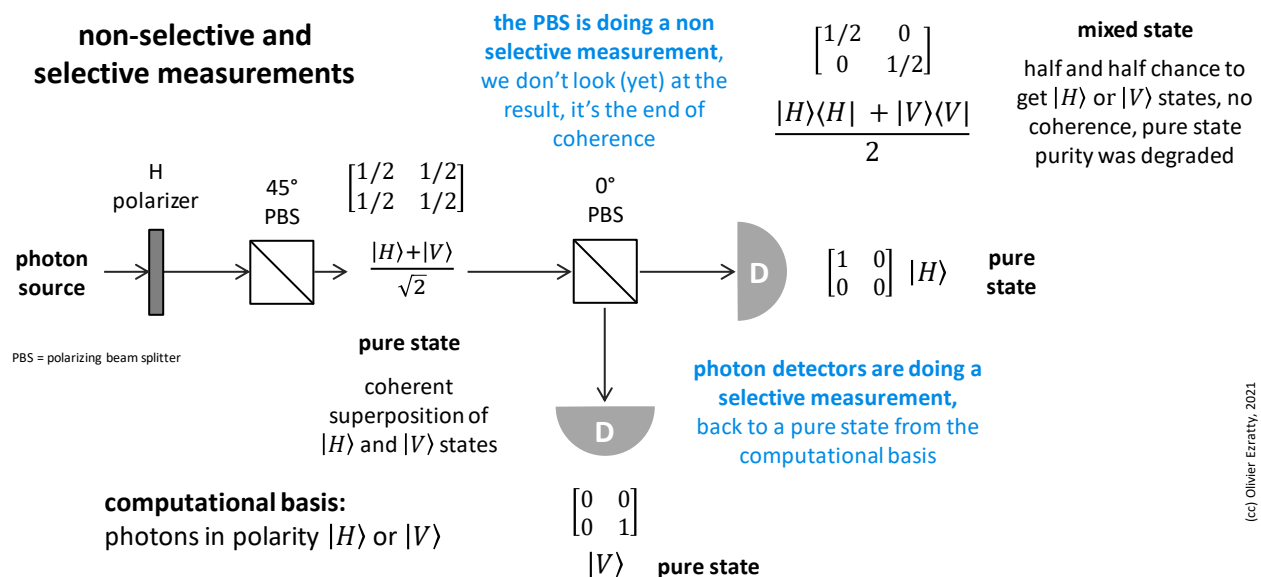 non-selective and
selective measurements
the PBS is doing a non
selective measurement,
we don't look (yet) at the
result, it's the end of
coherence
[1/2 0
0 1/2]
|H⟩⟨H| + |V⟩⟨V|
2
mixed state
half and half chance to
get |H⟩ or |V⟩ states, no
coherence, pure state
purity was degraded
H
polarizer
45°
PBS
[1/2 1/2
1/2 1/2]
0°
PBS
photon
source
|H⟩+|V⟩
√2
D
[1 0
0 0] |H⟩
pure
state
PBS = polarizing beam splitter
pure state
coherent
superposition of
|H⟩ and |V⟩ states
photon detectors are doing a
selective measurement,
back to a pure state from the
computational basis
D
computational basis:
photons in polarity |H⟩ or |V⟩
[0 0
0 1]
|V⟩ pure state
(cc) Olivier Ezratty, 2021